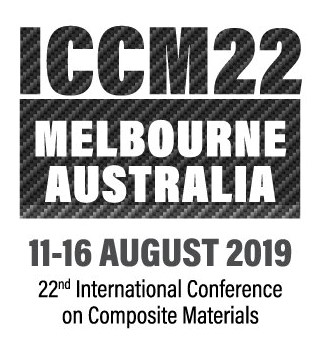 ICCM22
MELBOURNE
AUSTRALIA
11-16 AUGUST 2019
22nd International Conference
on Composite Materials